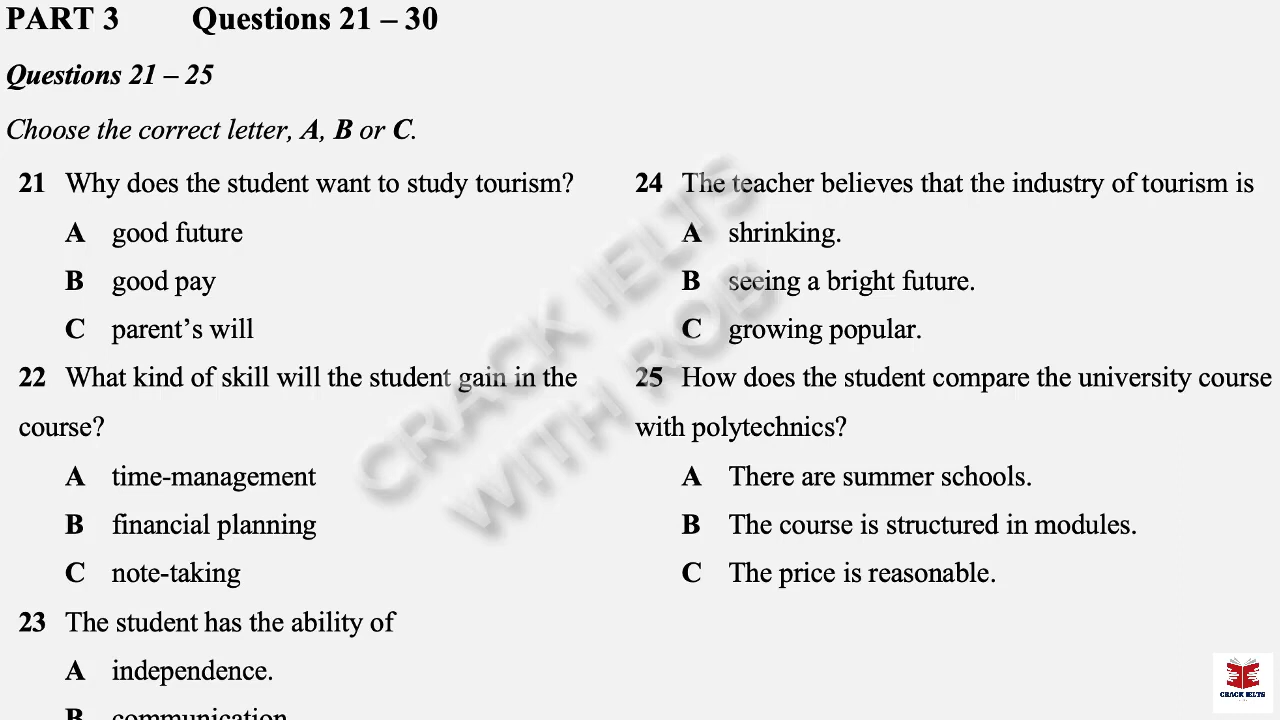 PART 3 Questions 21 – 30
Questions 21 – 25
Choose the correct letter, A, B or C.
21 Why does the student want to study tourism?
A good future
B good pay
C parent’s will
22 What kind of skill will the student gain in the
course?
A time-management
B financial planning
C note-taking
23 The student has the ability of
A independence.
B communication
24 The teacher believes that the industry of tourism is
A shrinking.
B seeing a bright future.
C growing popular.
25 How does the student compare the university course
with polytechnics?
A There are summer schools.
B The course is structured in modules.
C The price is reasonable.
CRACK IELTS
WITH ROB
CRACK IELTS